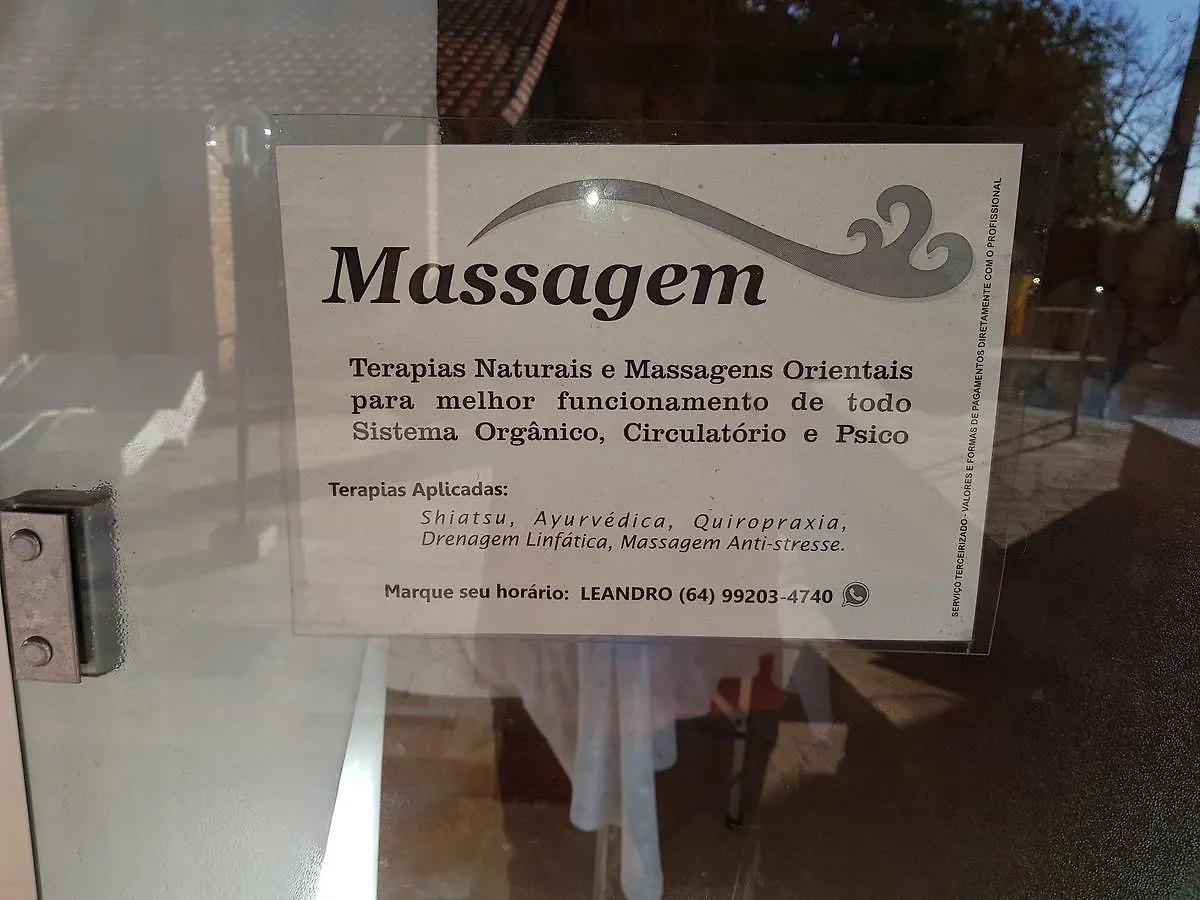 Massagem
Terapias Naturais e Massagens Orientais
para melhor funcionamento de todo
Sistema Orgânico, Circulatório e Psico
Terapias Aplicadas:
Shiatsu, Ayurvédica, Quiropraxia,
Drenagem Linfática, Massagem Anti-stresse.
Marque seu horário: LEANDRO (64) 99203-4740
SERVIÇO TERCEIRIZADO - VALORES E FORMAS DE PAGAMENTOS DIRETAMENTE COM O PROFISSIONAL